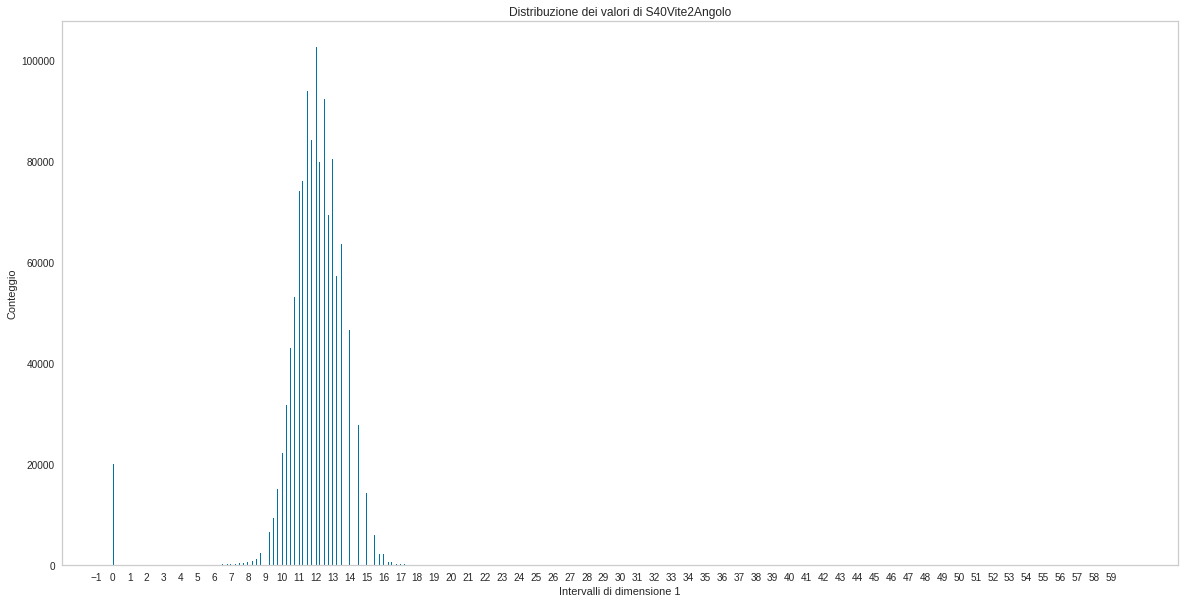 Distribuzione dei valori di S40Vite2Angolo
100000
80000
60000
40000
20000
0
Conteggio
−1 0 1 2 3 4 5 6 7 8 9 10 11 12 13 14 15 16 17 18 19 20 21 22 23 24 25 26 27 28 29 30 31 32 33 34 35 36 37 38 39 40 41 42 43 44 45 46 47 48 49 50 51 52 53 54 55 56 57 58 59
Intervalli di dimensione 1